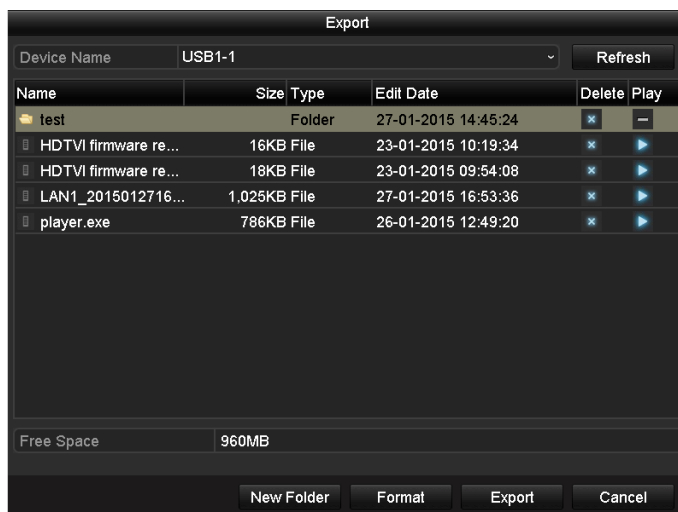 Export
Device Name USB1-1 Refresh
Name Size Type Edit Date Delete Play
test Folder 27-01-2015 14:45:24
HDTVI firmware re... 16KB File 23-01-2015 10:19:34
HDTVI firmware re... 18KB File 23-01-2015 09:54:08
LAN1_2015012716... 1,025KB File 27-01-2015 16:53:36
player.exe 786KB File 26-01-2015 12:49:20
Free Space 960MB
New Folder Format Export Cancel